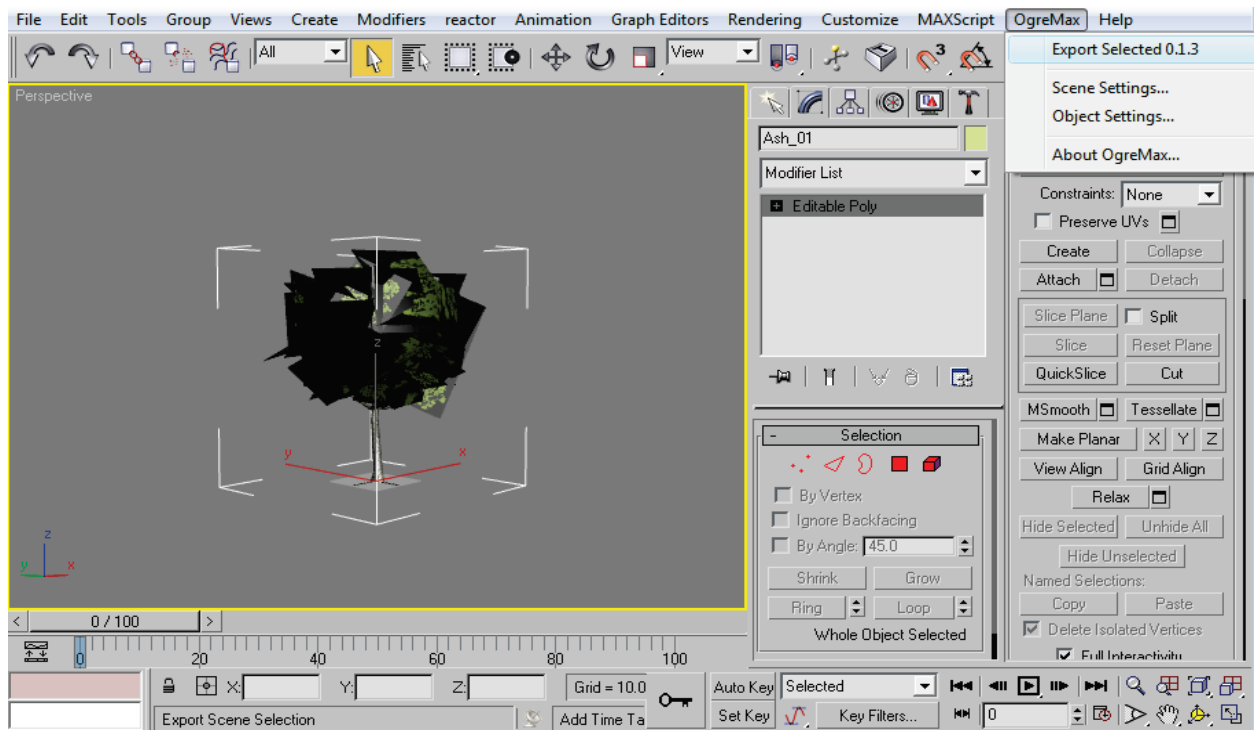 File Edit Tools Group Views Create Modifiers reactor Animation Graph Editors Rendering Customize MAXScript OgreMax Help
All
View
3
Export Selected 0.1.3
Scene Settings...
Object Settings...
About OgreMax...
Perspective
Ash_01
Modifier List
Editable Poly
z
y x
z
y x
Selection
By Vertex
Ignore Backfacing
By Angle: 45.0
Shrink Grow
Ring Loop
Whole Object Selected
Constraints: None
Preserve UVs
Create Collapse
Attach Detach
Slice Plane Split
Slice Reset Plane
QuickSlice Cut
MSmooth Tessellate
Make Planar X Y Z
View Align Grid Align
Relax
Hide Selected Unhide All
Hide Unselected
Named Selections:
Copy Paste
Delete Isolated Vertices
Full Interactivity
< 0 / 100 >
0 20 40 60 80 100
X: Y: Z: Grid = 10.0 Auto Key Selected
Export Scene Selection Add Time Ta Set Key Key Filters... 0